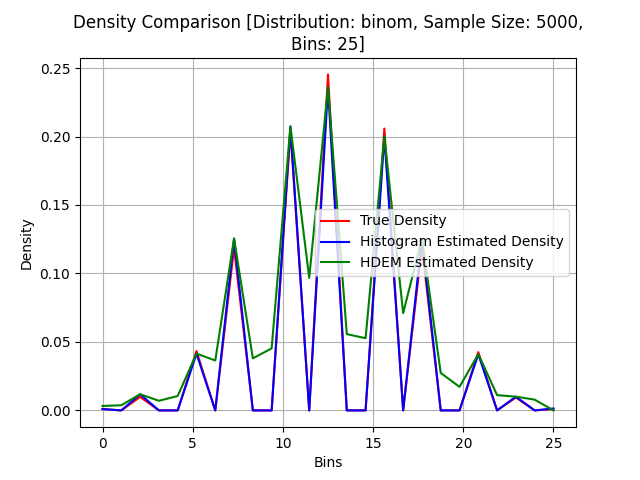 Density Comparison [Distribution: binom, Sample Size: 5000,
Bins: 25]
0.25
0.20
0.15
0.10
0.05
0.00
Density
True Density
Histogram Estimated Density
HDEM Estimated Density
0 5 10 15 20 25
Bins